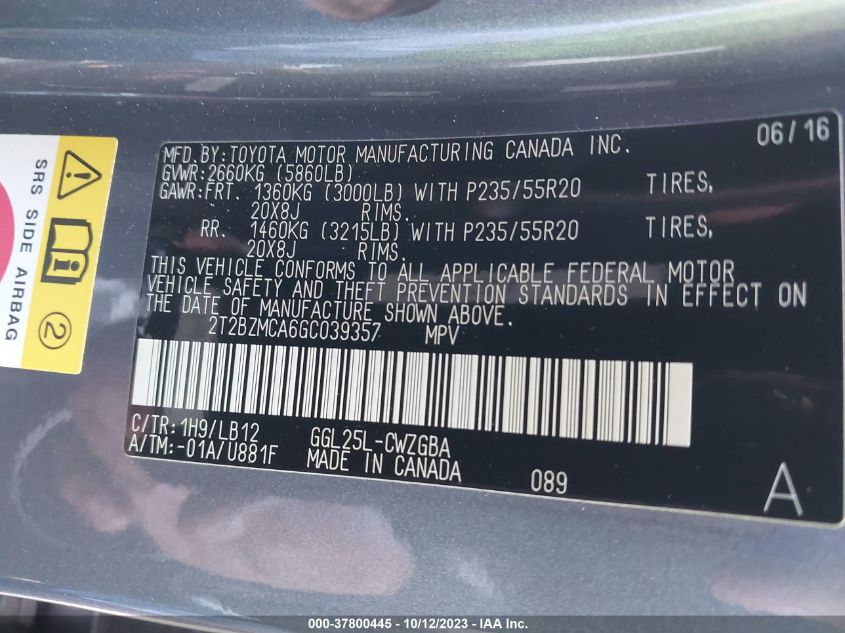 MFD.BY:TOYOTA MOTOR MANUFACTURING CANADA INC. 06/16
GVWR:2660KG (5860LB)
GAWR:FRT. 1360KG (3000LB) WITH P235/55R20 TIRES,
20X8J RIMS.
RR. 1460KG (3215LB) WITH P235/55R20 TIRES,
20X8J RIMS.
THIS VEHICLE CONFORMS TO ALL APPLICABLE FEDERAL MOTOR
VEHICLE SAFETY AND THEFT PREVENTION STANDARDS IN EFFECT ON
THE DATE OF MANUFACTURE SHOWN ABOVE.
2T2BZMCA6GC039357 MPV
C/TR:1H9/LB12 GGL25L-CWZGBA
A/TM:-01A/U881F MADE IN CANADA 089 A
SRS SIDE AIRBAG
2
000-37800445 - 10/12/2023 - IAA Inc.